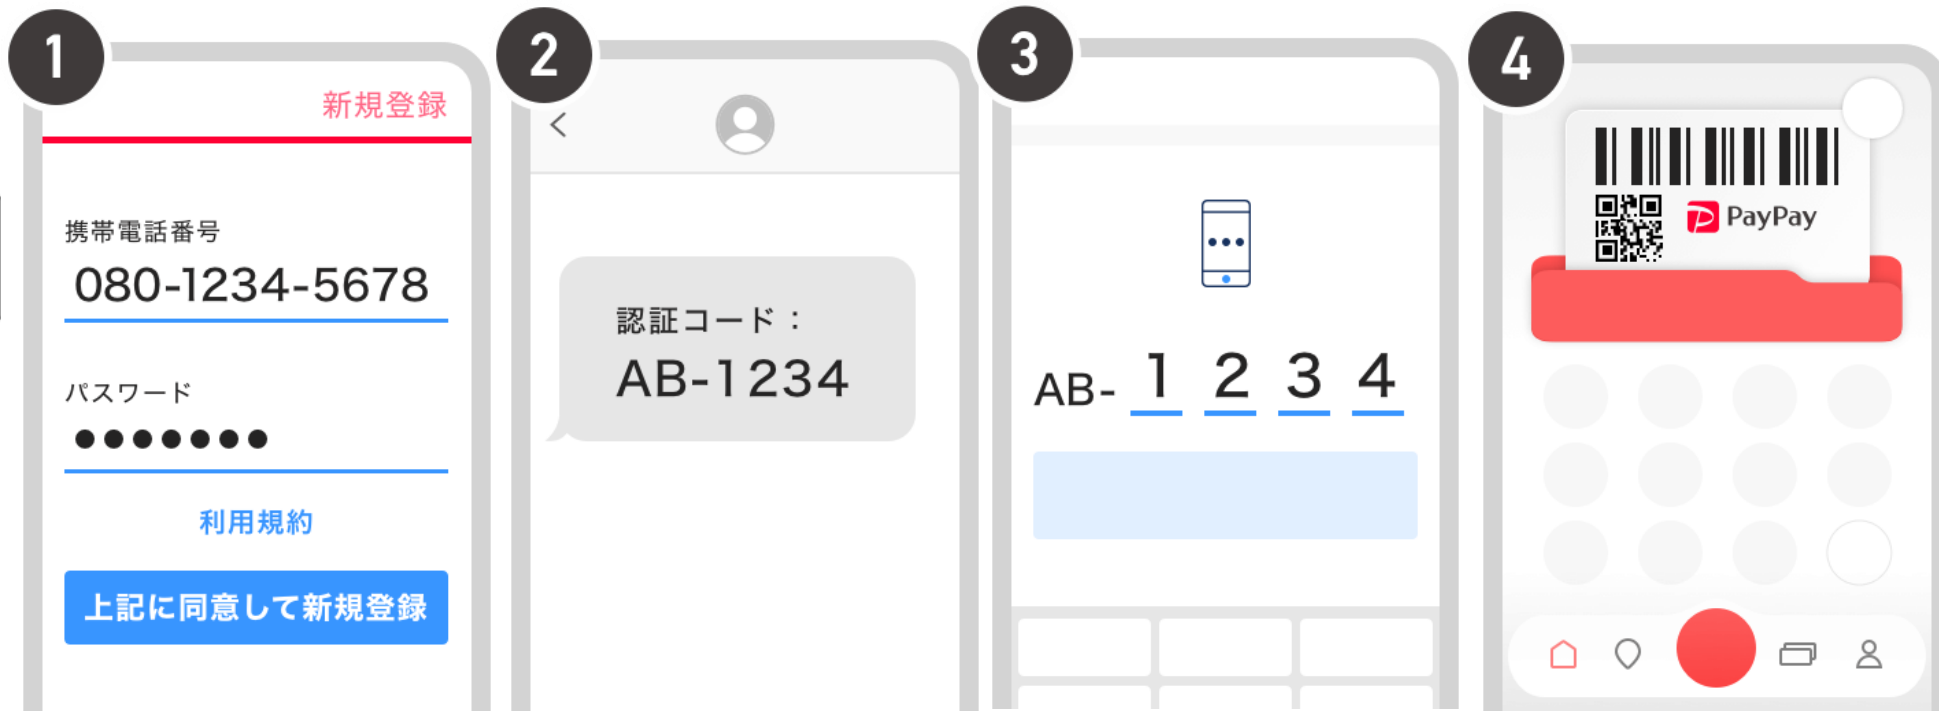 1
新規登録
携帯電話番号
080-1234-5678
パスワード
●●●●●●●
利用規約
上記に同意して新規登録
2
認証コード：
AB-1234
3
AB- 1 2 3 4
4
PayPay